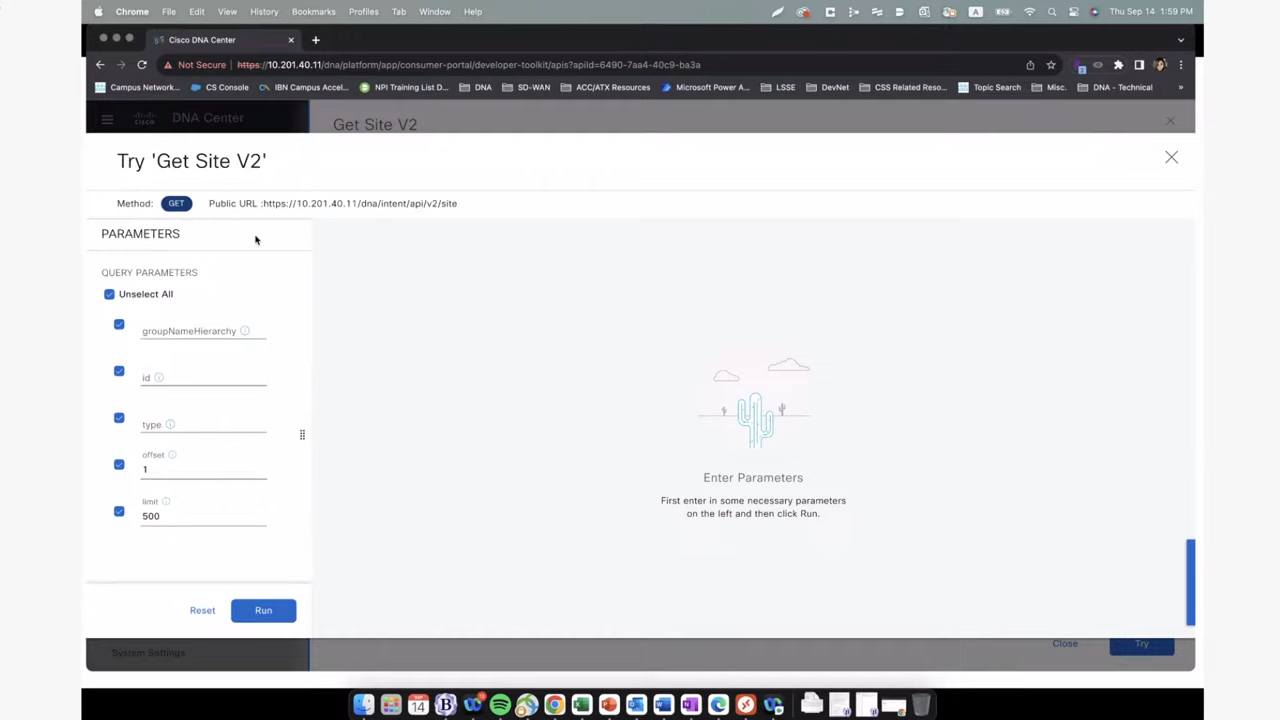 Chrome File Edit View History Bookmarks Profiles Tab Window Help Thu Sep 14 1:59 PM
Cisco DNA Center
Not Secure https://10.201.40.11/dna/platform/app/consumer-portal/developer-toolkit/apis?apiId=6490-7aa4-40c9-ba3a
Campus Network... CS Console IBN Campus Accel... NPI Training List D... DNA SD-WAN ACC/ATX Resources Microsoft Power A... LSSE DevNet CSS Related Reso... Topic Search Misc. DNA - Technical »
cisco DNA Center Get Site V2
Try 'Get Site V2'
Method: GET Public URL :https://10.201.40.11/dna/intent/api/v2/site
PARAMETERS
QUERY PARAMETERS
Unselect All
groupNameHierarchy
id
type
offset
1
limit
500
Enter Parameters
First enter in some necessary parameters
on the left and then click Run.
Reset Run
System Settings Close Try
SEP
14